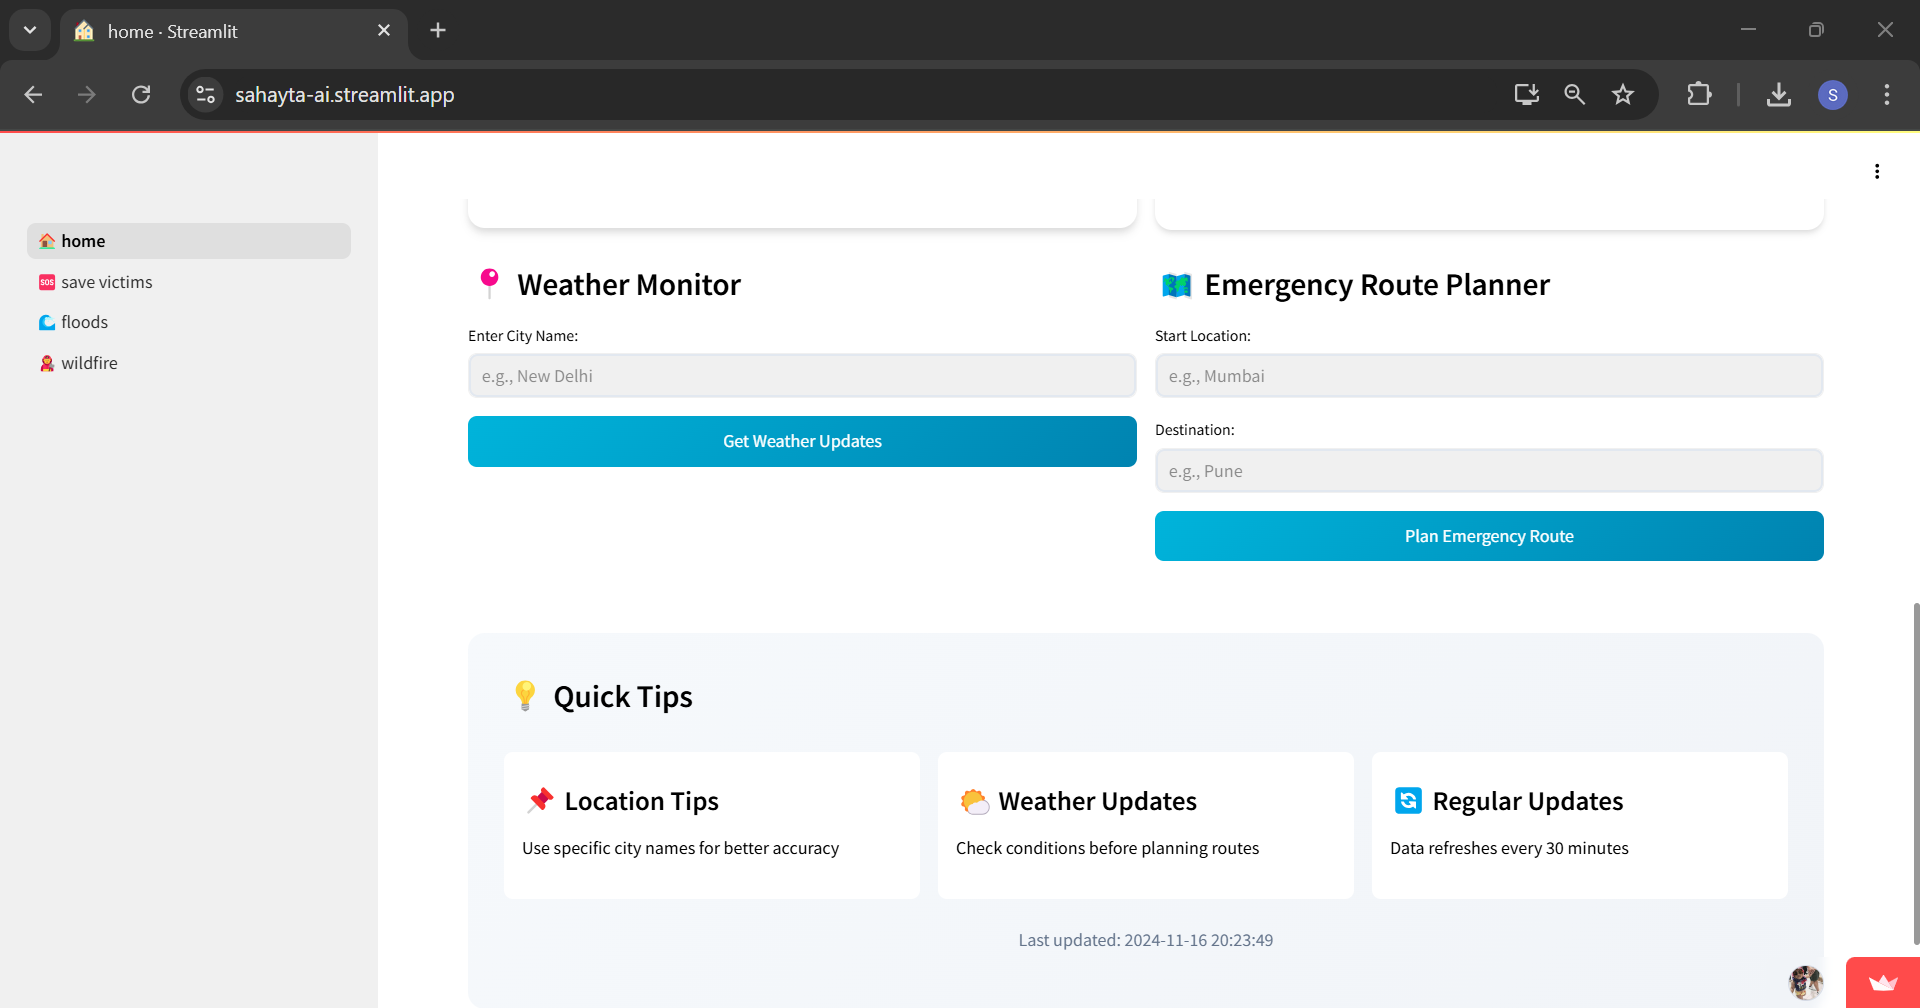 home · Streamlit
sahayta-ai.streamlit.app
S
home
SOS save victims
floods
wildfire
Weather Monitor
Enter City Name:
e.g., New Delhi
Get Weather Updates
Emergency Route Planner
Start Location:
e.g., Mumbai
Destination:
e.g., Pune
Plan Emergency Route
Quick Tips
Location Tips
Use specific city names for better accuracy
Weather Updates
Check conditions before planning routes
Regular Updates
Data refreshes every 30 minutes
Last updated: 2024-11-16 20:23:49